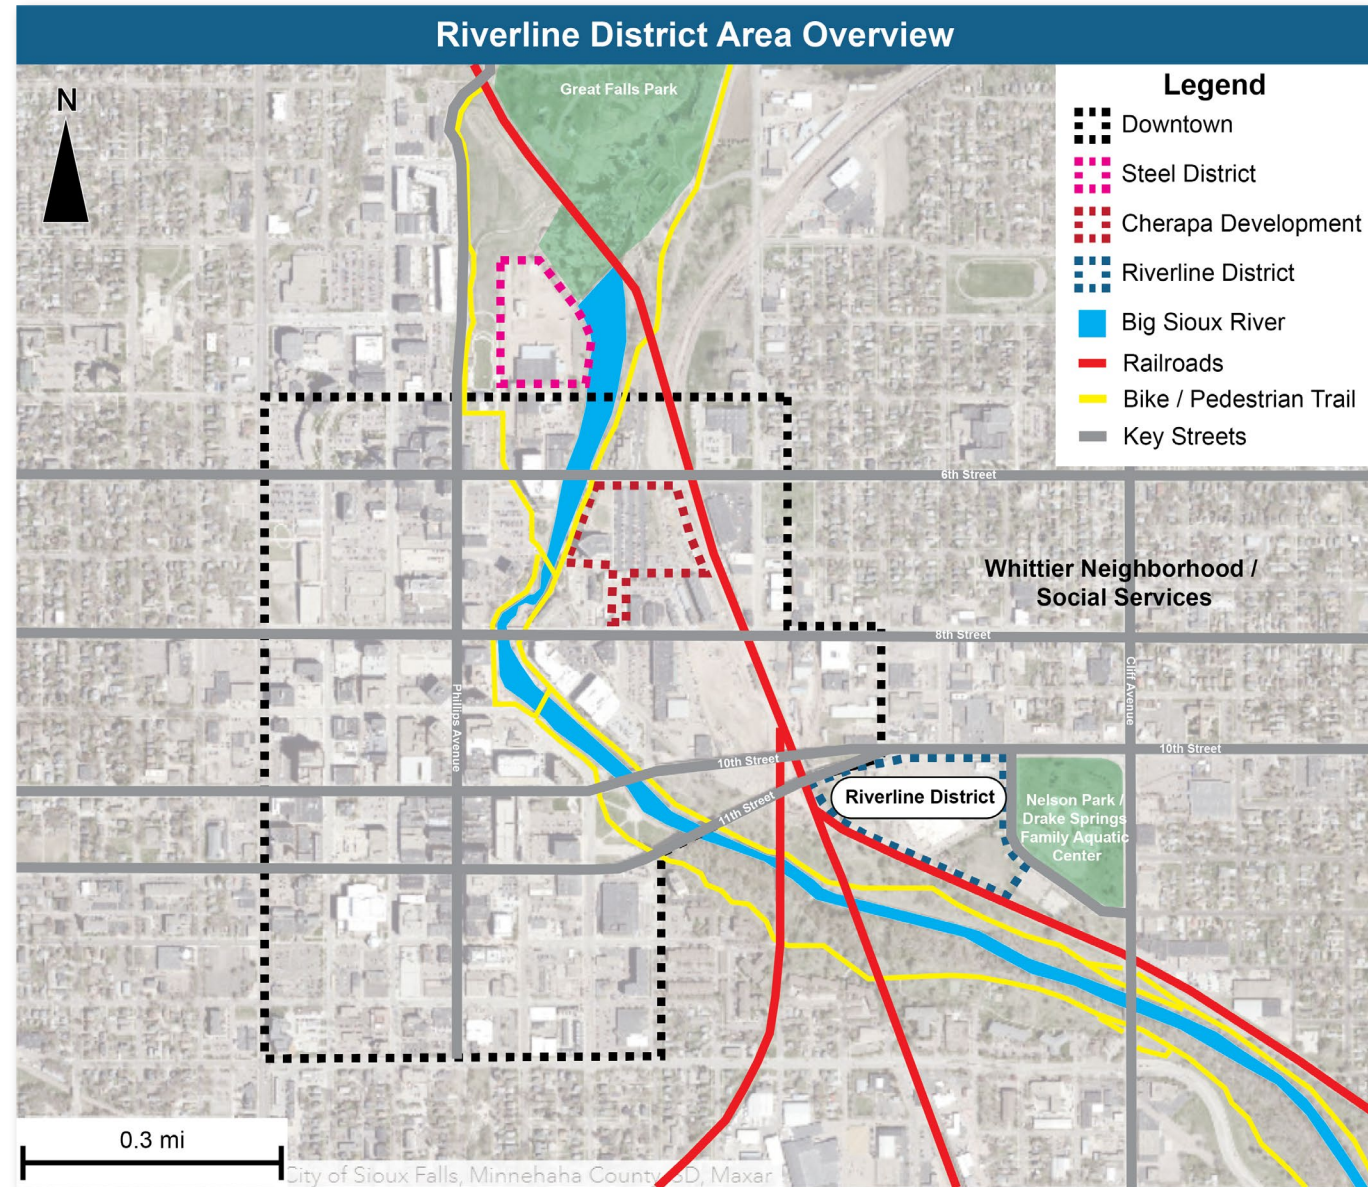 Riverline District Area Overview
N
Great Falls Park
Legend
Downtown
Steel District
Cherapa Development
Riverline District
Big Sioux River
Railroads
Bike / Pedestrian Trail
Key Streets
6th Street
Whittier Neighborhood /
Social Services
8th Street
Cliff Avenue
Phillips Avenue
10th Street
10th Street
11th Street
Riverline District
Nelson Park /
Drake Springs
Family Aquatic
Center
0.3 mi
City of Sioux Falls, Minnehaha County, SD, Maxar